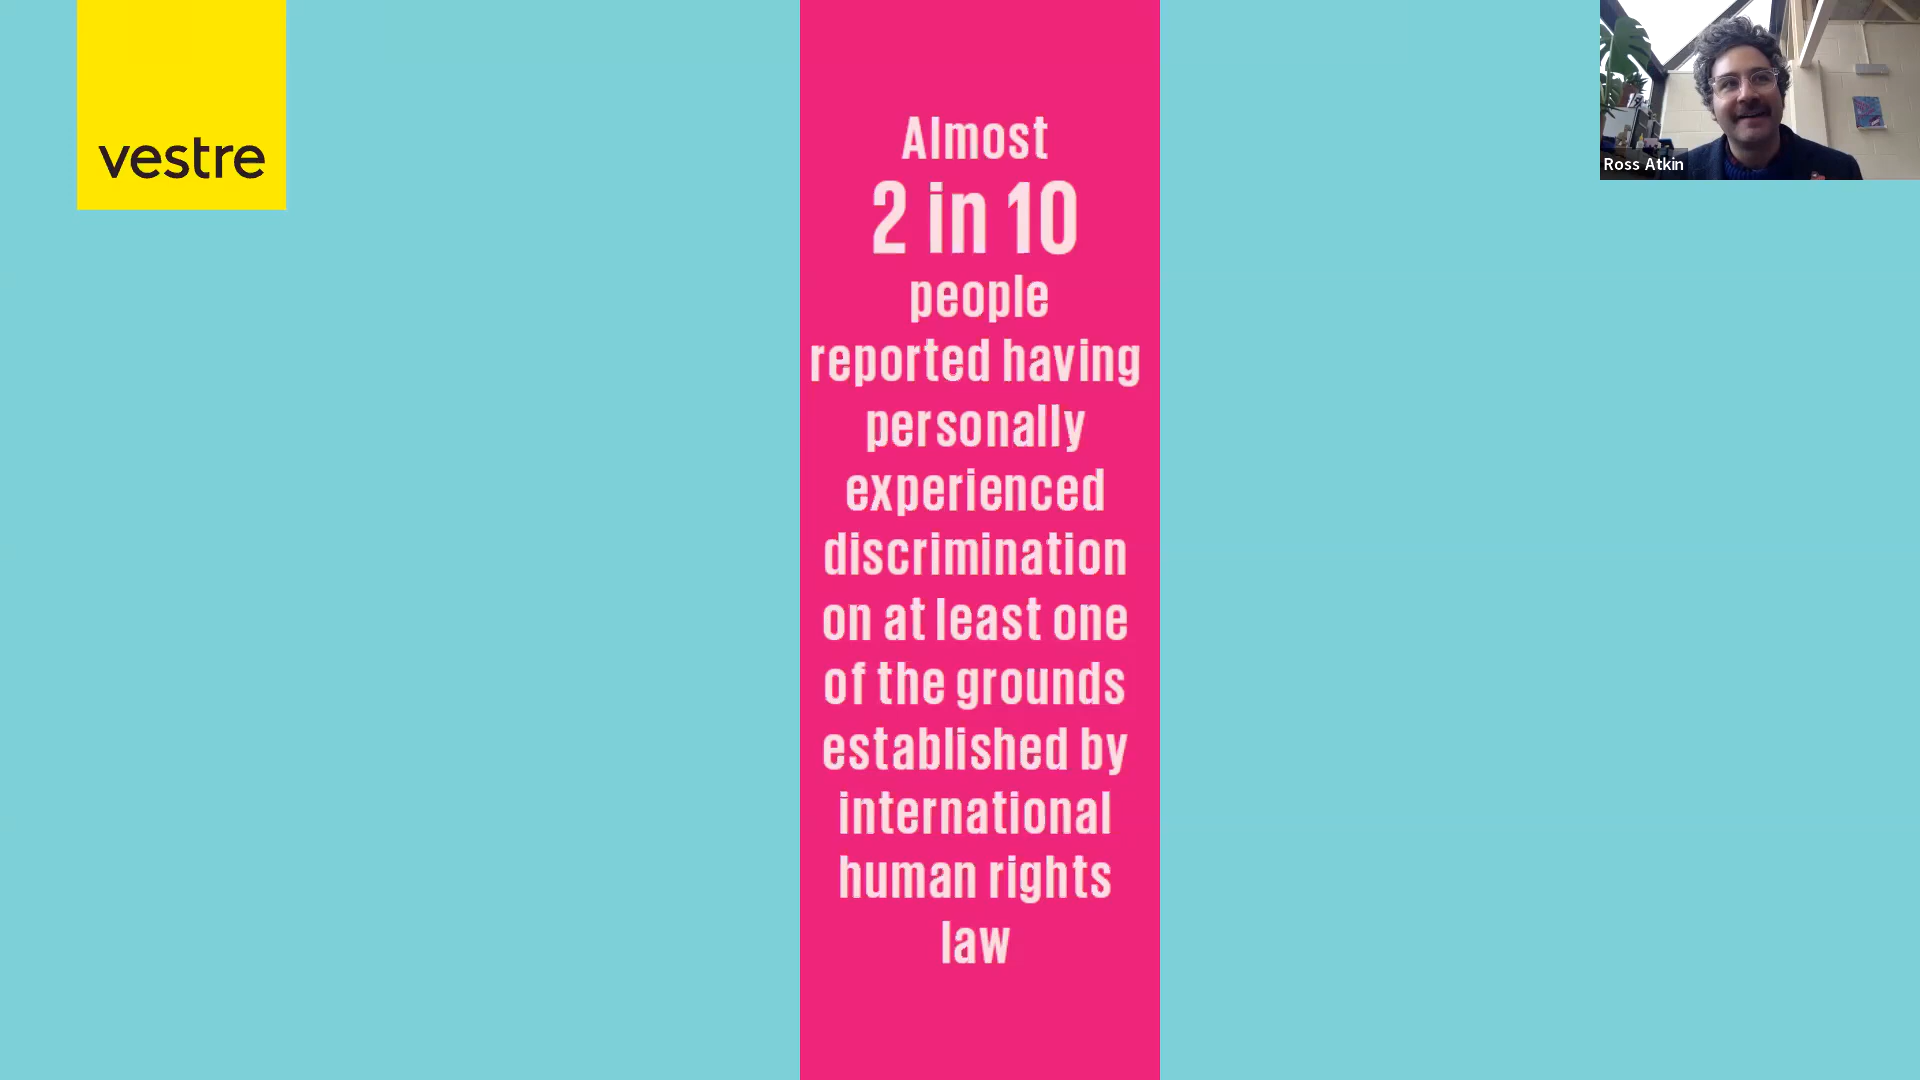 vestre
Almost
2 in 10
people
reported having
personally
experienced
discrimination
on at least one
of the grounds
established by
international
human rights
law
Ross Atkin